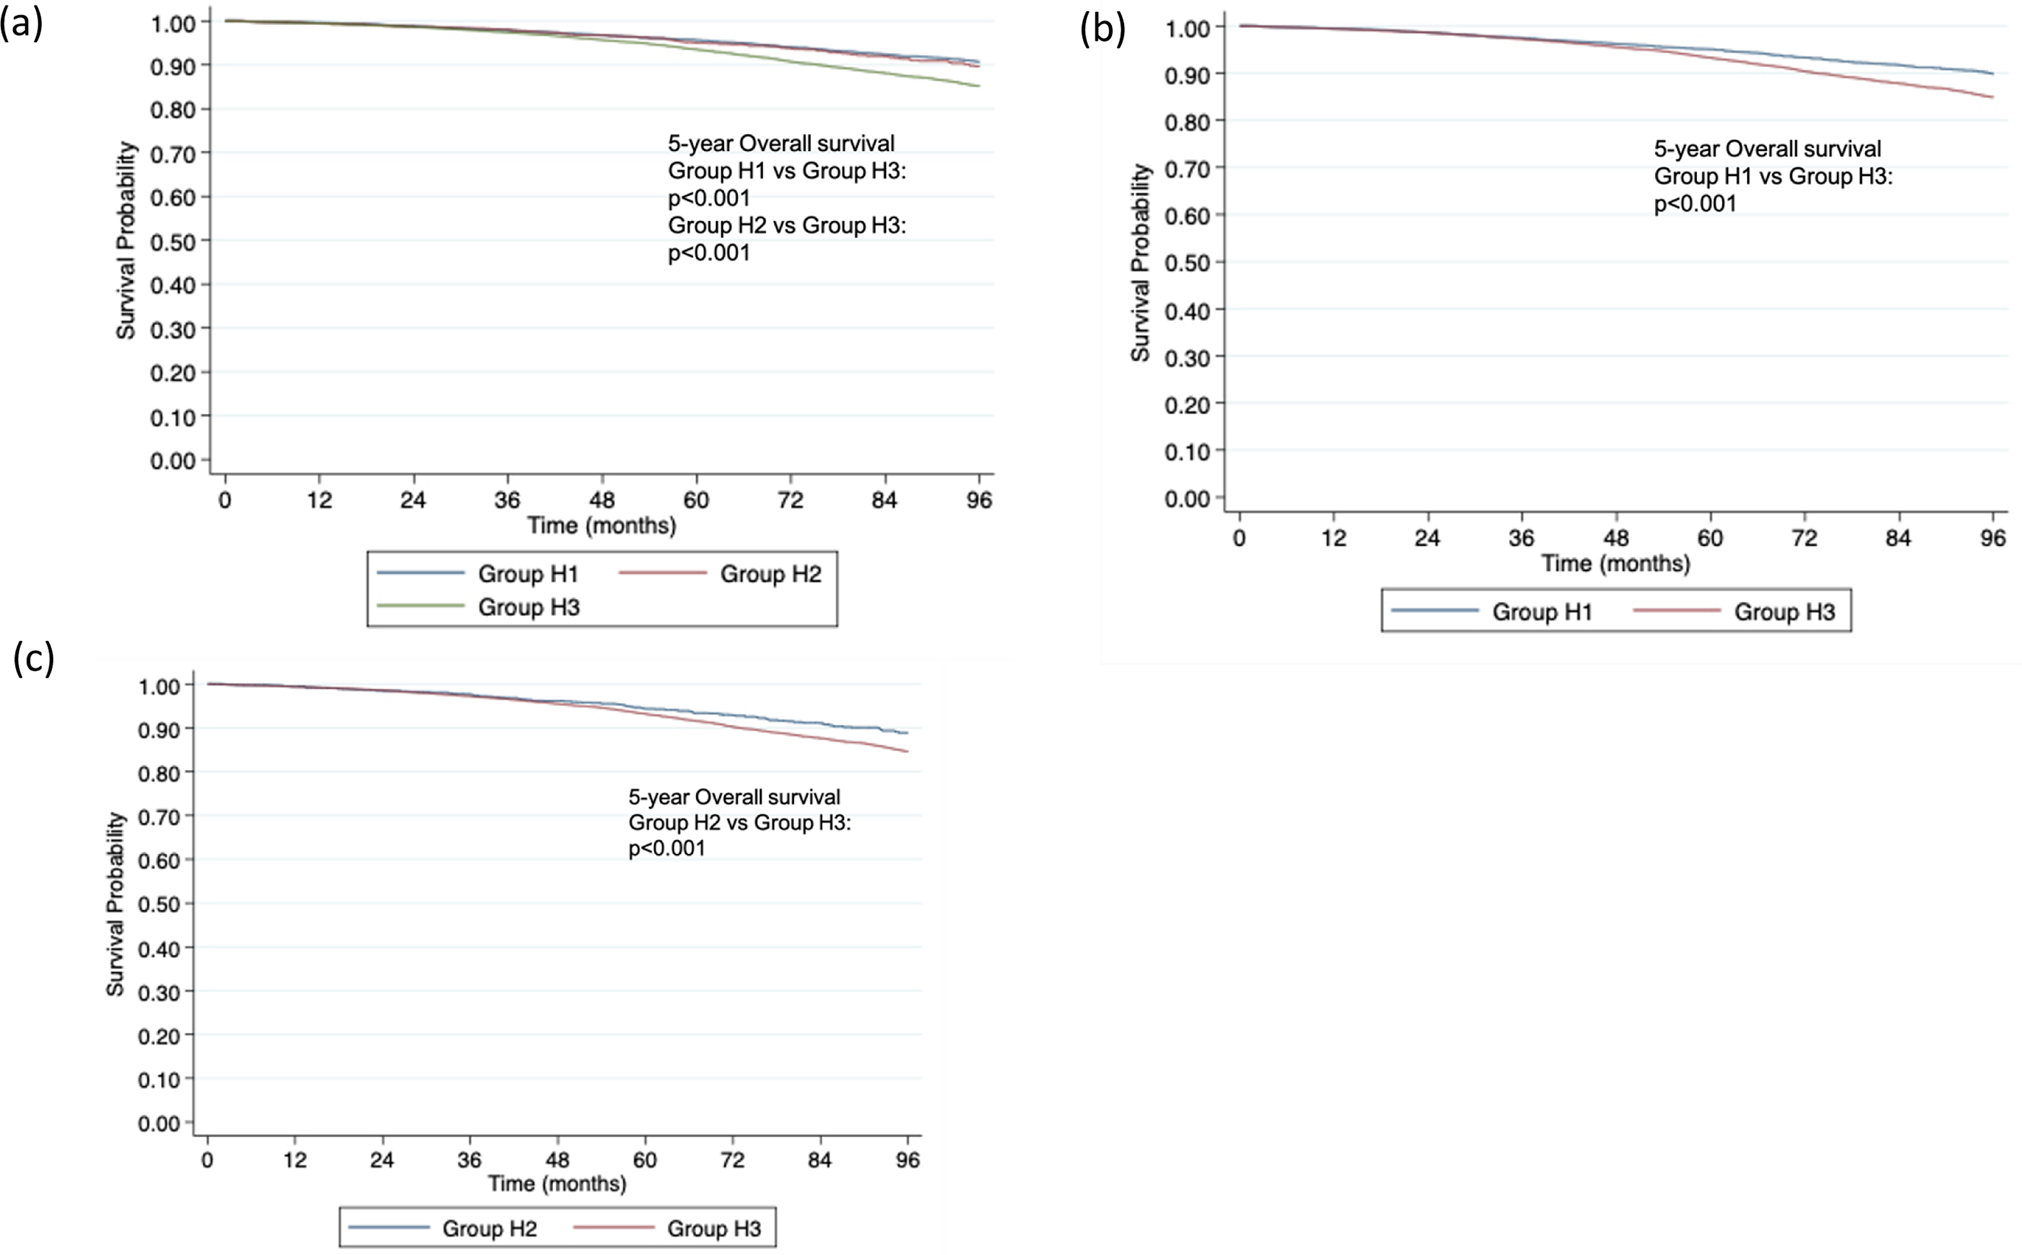 (a)
1.00
0.90
0.80
0.70
0.60
0.50
0.40
0.30
0.20
0.10
0.00
Survival Probability
5-year Overall survival
Group H1 vs Group H3:
p<0.001
Group H2 vs Group H3:
p<0.001
0 12 24 36 48 60 72 84 96
Time (months)
Group H1 Group H2
Group H3
(b)
1.00
0.90
0.80
0.70
0.60
0.50
0.40
0.30
0.20
0.10
0.00
Survival Probability
5-year Overall survival
Group H1 vs Group H3:
p<0.001
0 12 24 36 48 60 72 84 96
Time (months)
Group H1 Group H3
(c)
1.00
0.90
0.80
0.70
0.60
0.50
0.40
0.30
0.20
0.10
0.00
Survival Probability
5-year Overall survival
Group H2 vs Group H3:
p<0.001
0 12 24 36 48 60 72 84 96
Time (months)
Group H2 Group H3